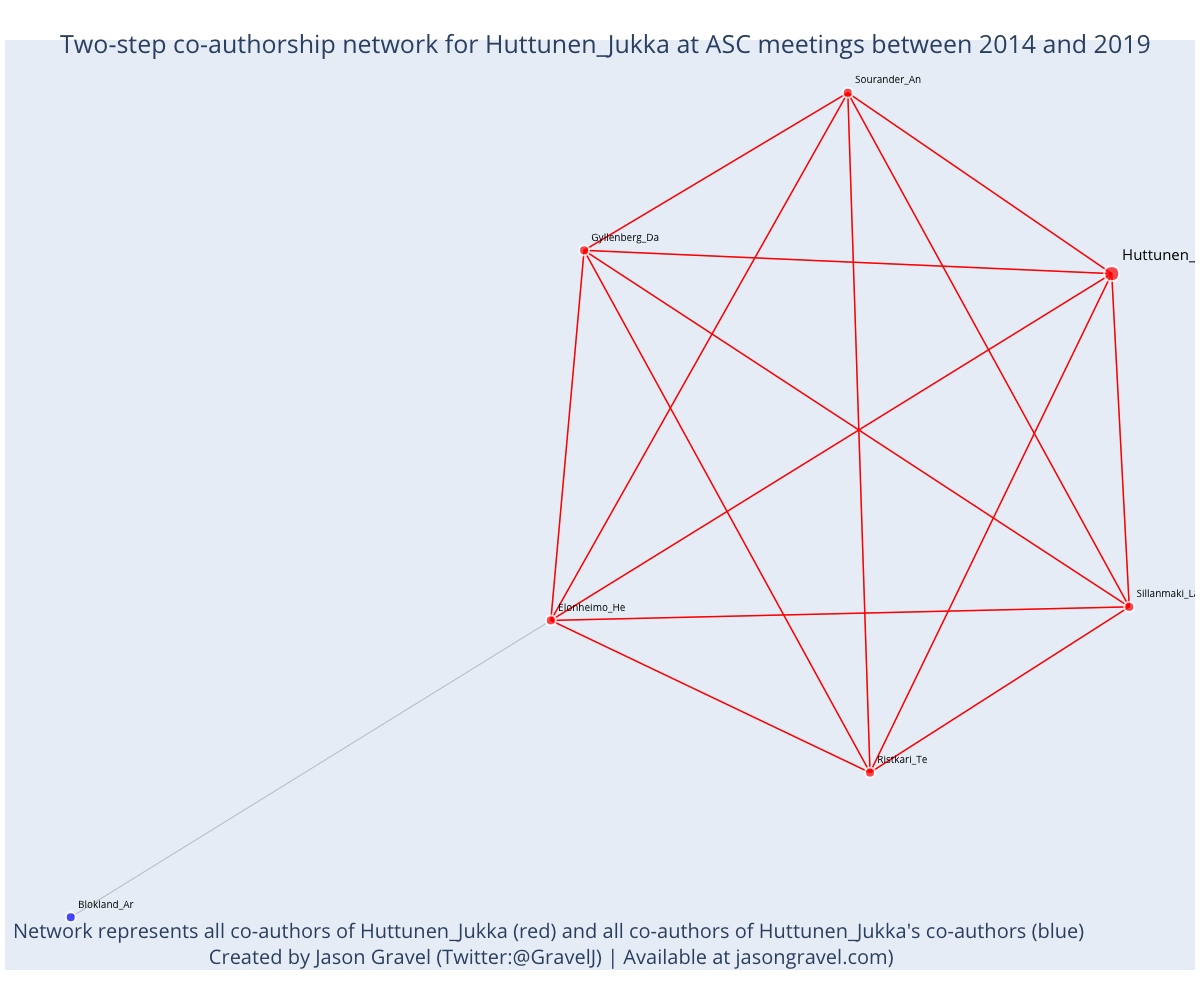 Two-step co-authorship network for Huttunen_Jukka at ASC meetings between 2014 and 2019
Sourander_An
Gyllenberg_Da
Huttunen_
Sillanmaki_La
Elonheimo_He
Ristkari_Te
Blokland_Ar
Network represents all co-authors of Huttunen_Jukka (red) and all co-authors of Huttunen_Jukka's co-authors (blue)
Created by Jason Gravel (Twitter:@GravelJ) | Available at jasongravel.com)